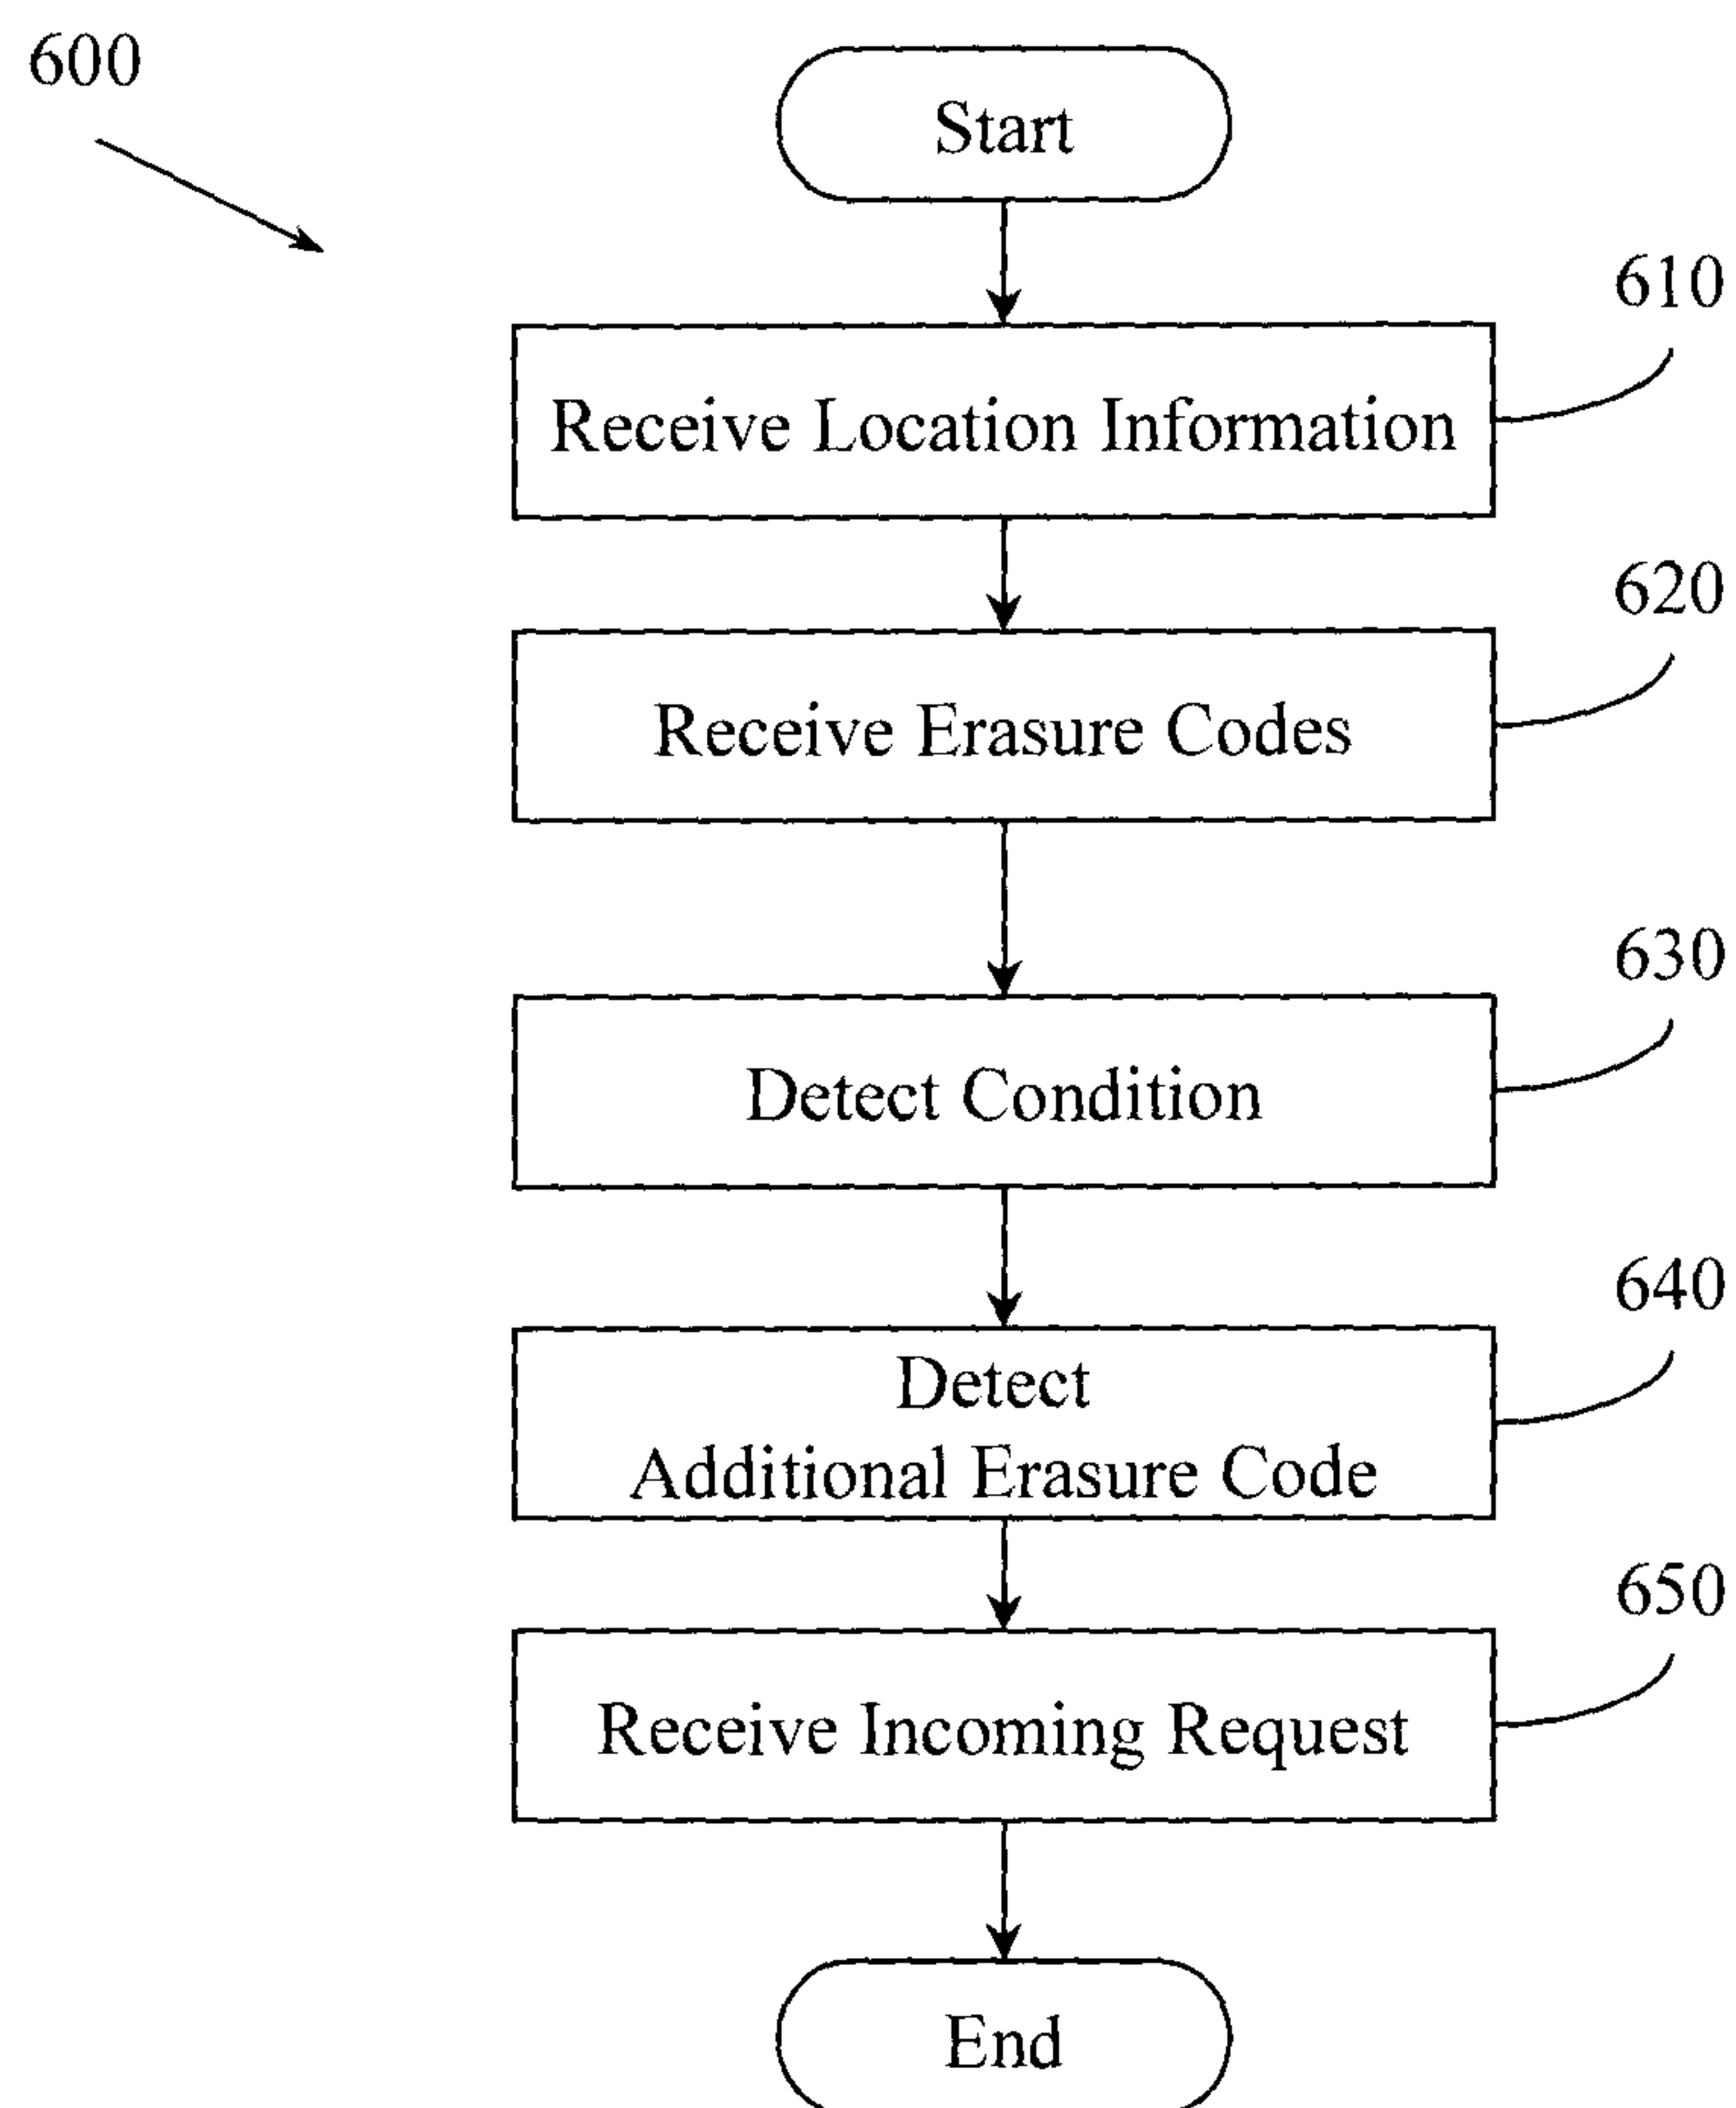 600
Start
610
Receive Location Information
620
Receive Erasure Codes
630
Detect Condition
640
Detect
Additional Erasure Code
650
Receive Incoming Request
End